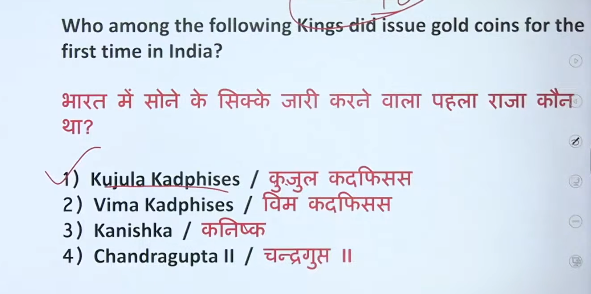 Who among the following Kings did issue gold coins for the
first time in India?
भारत में सोने के सिक्के जारी करने वाला पहला राजा कौन
था?
1) Kujula Kadphises / कुजुल कदफिसस
2) Vima Kadphises / विम कदफिसस
3) Kanishka / कनिष्क
4) Chandragupta II / चन्द्रगुप्त II